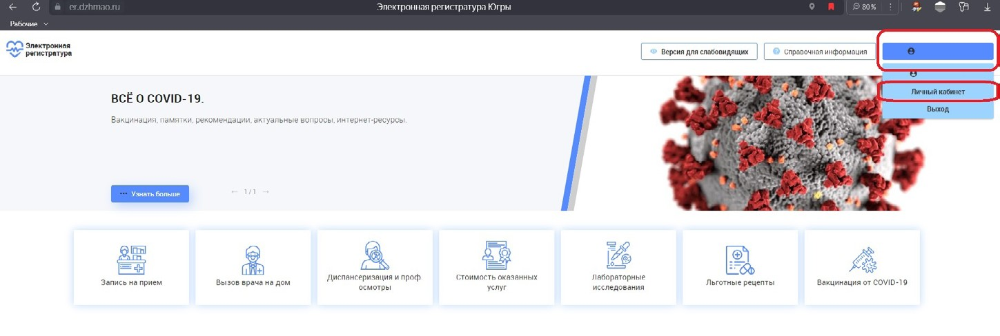 er.dzhmao.ru
Электронная регистратура Югры
80 %
Рабочие
Электронная
регистратура
Версия для слабовидящих
Справочная информация
Личный кабинет
Выход
ВСЁ О COVID-19.
Вакцинация, памятки, рекомендации, актуальные вопросы, интернет-ресурсы.
Узнать больше
← 1 / 1 →
Запись на прием
Вызов врача на дом
Диспансеризация и проф.
осмотры
Стоимость оказанных
услуг
Лабораторные
исследования
Льготные рецепты
Вакцинация от COVID-19